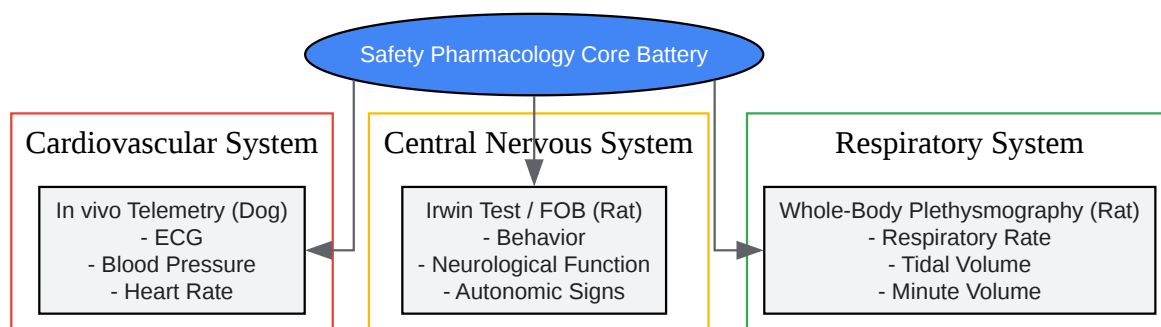 Safety Pharmacology Core Battery
Cardiovascular System
In vivo Telemetry (Dog)
- ECG
- Blood Pressure
- Heart Rate
Central Nervous System
Irwin Test / FOB (Rat)
- Behavior
- Neurological Function
- Autonomic Signs
Respiratory System
Whole-Body Plethysmography (Rat)
- Respiratory Rate
- Tidal Volume
- Minute Volume